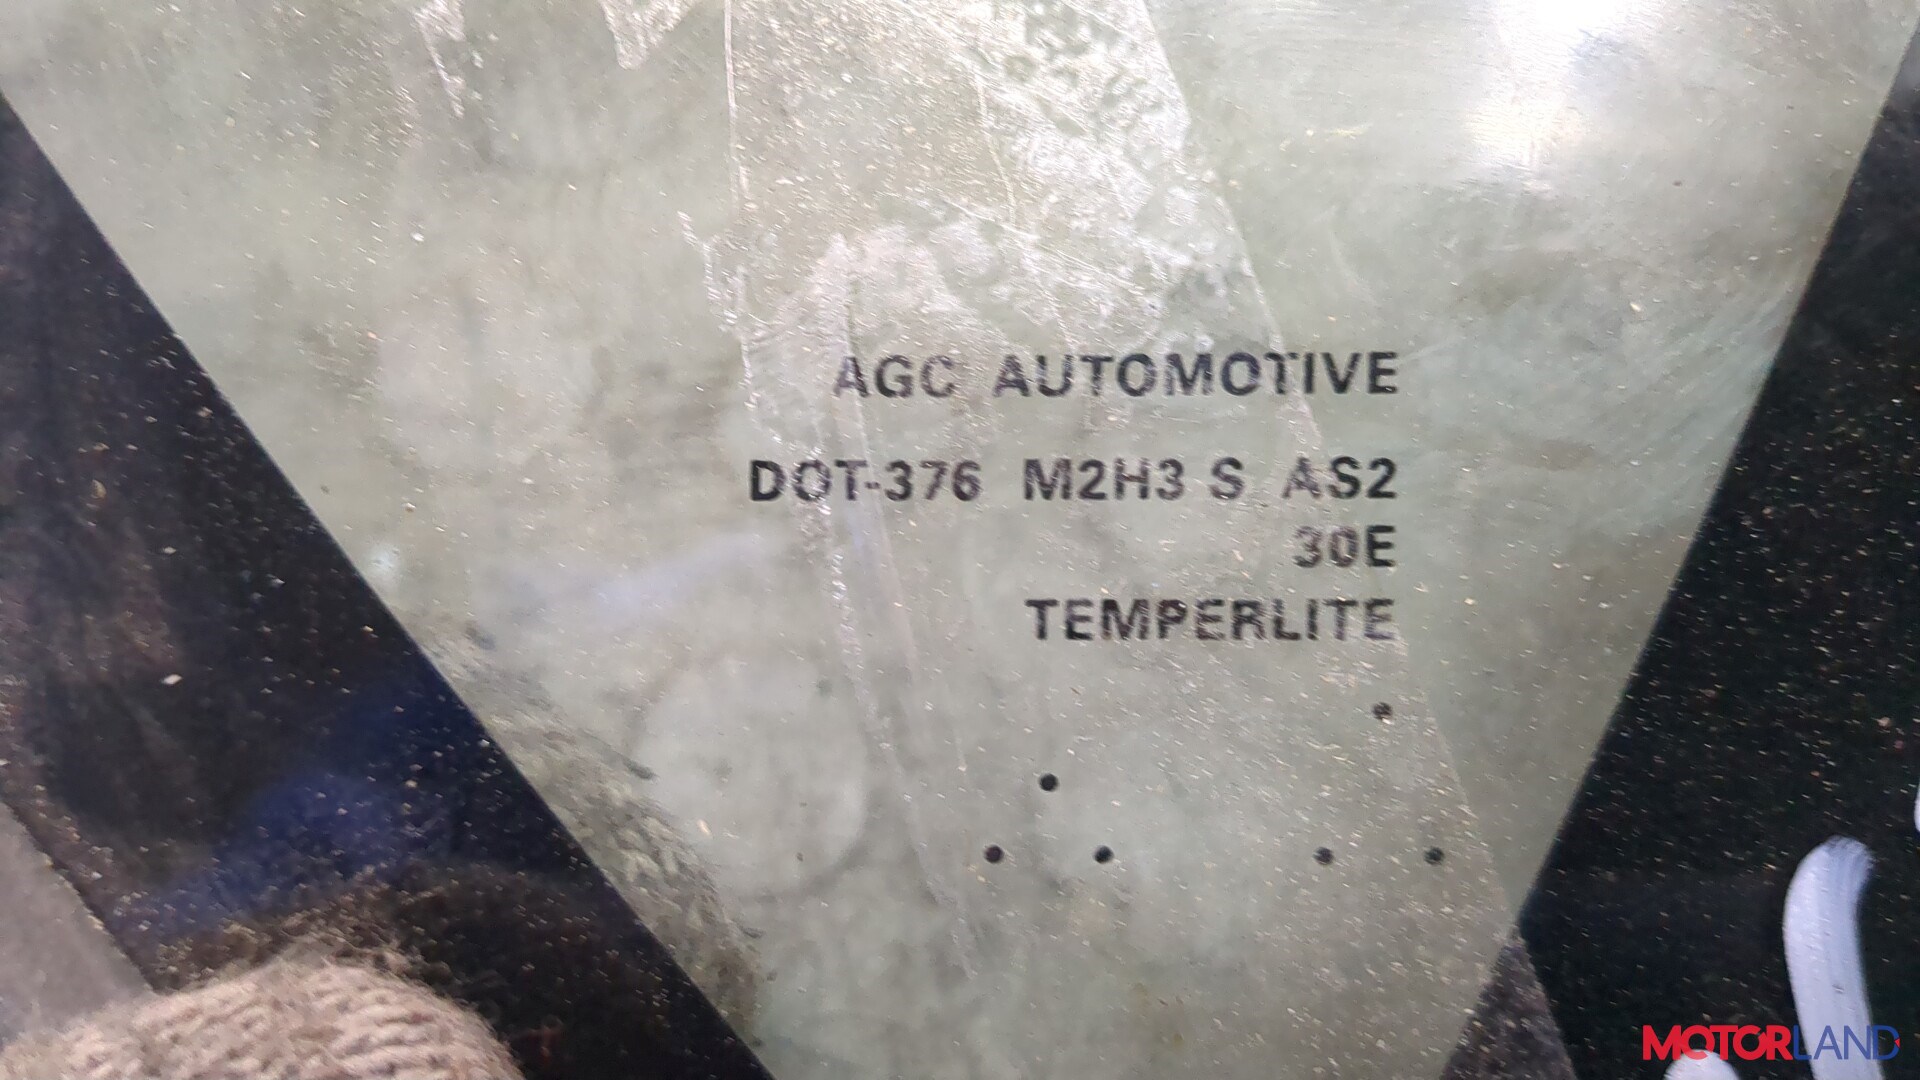 AGC AUTOMOTIVE
DOT-376 M2H3 S AS2
30E
TEMPERLITE
MOTORLAND